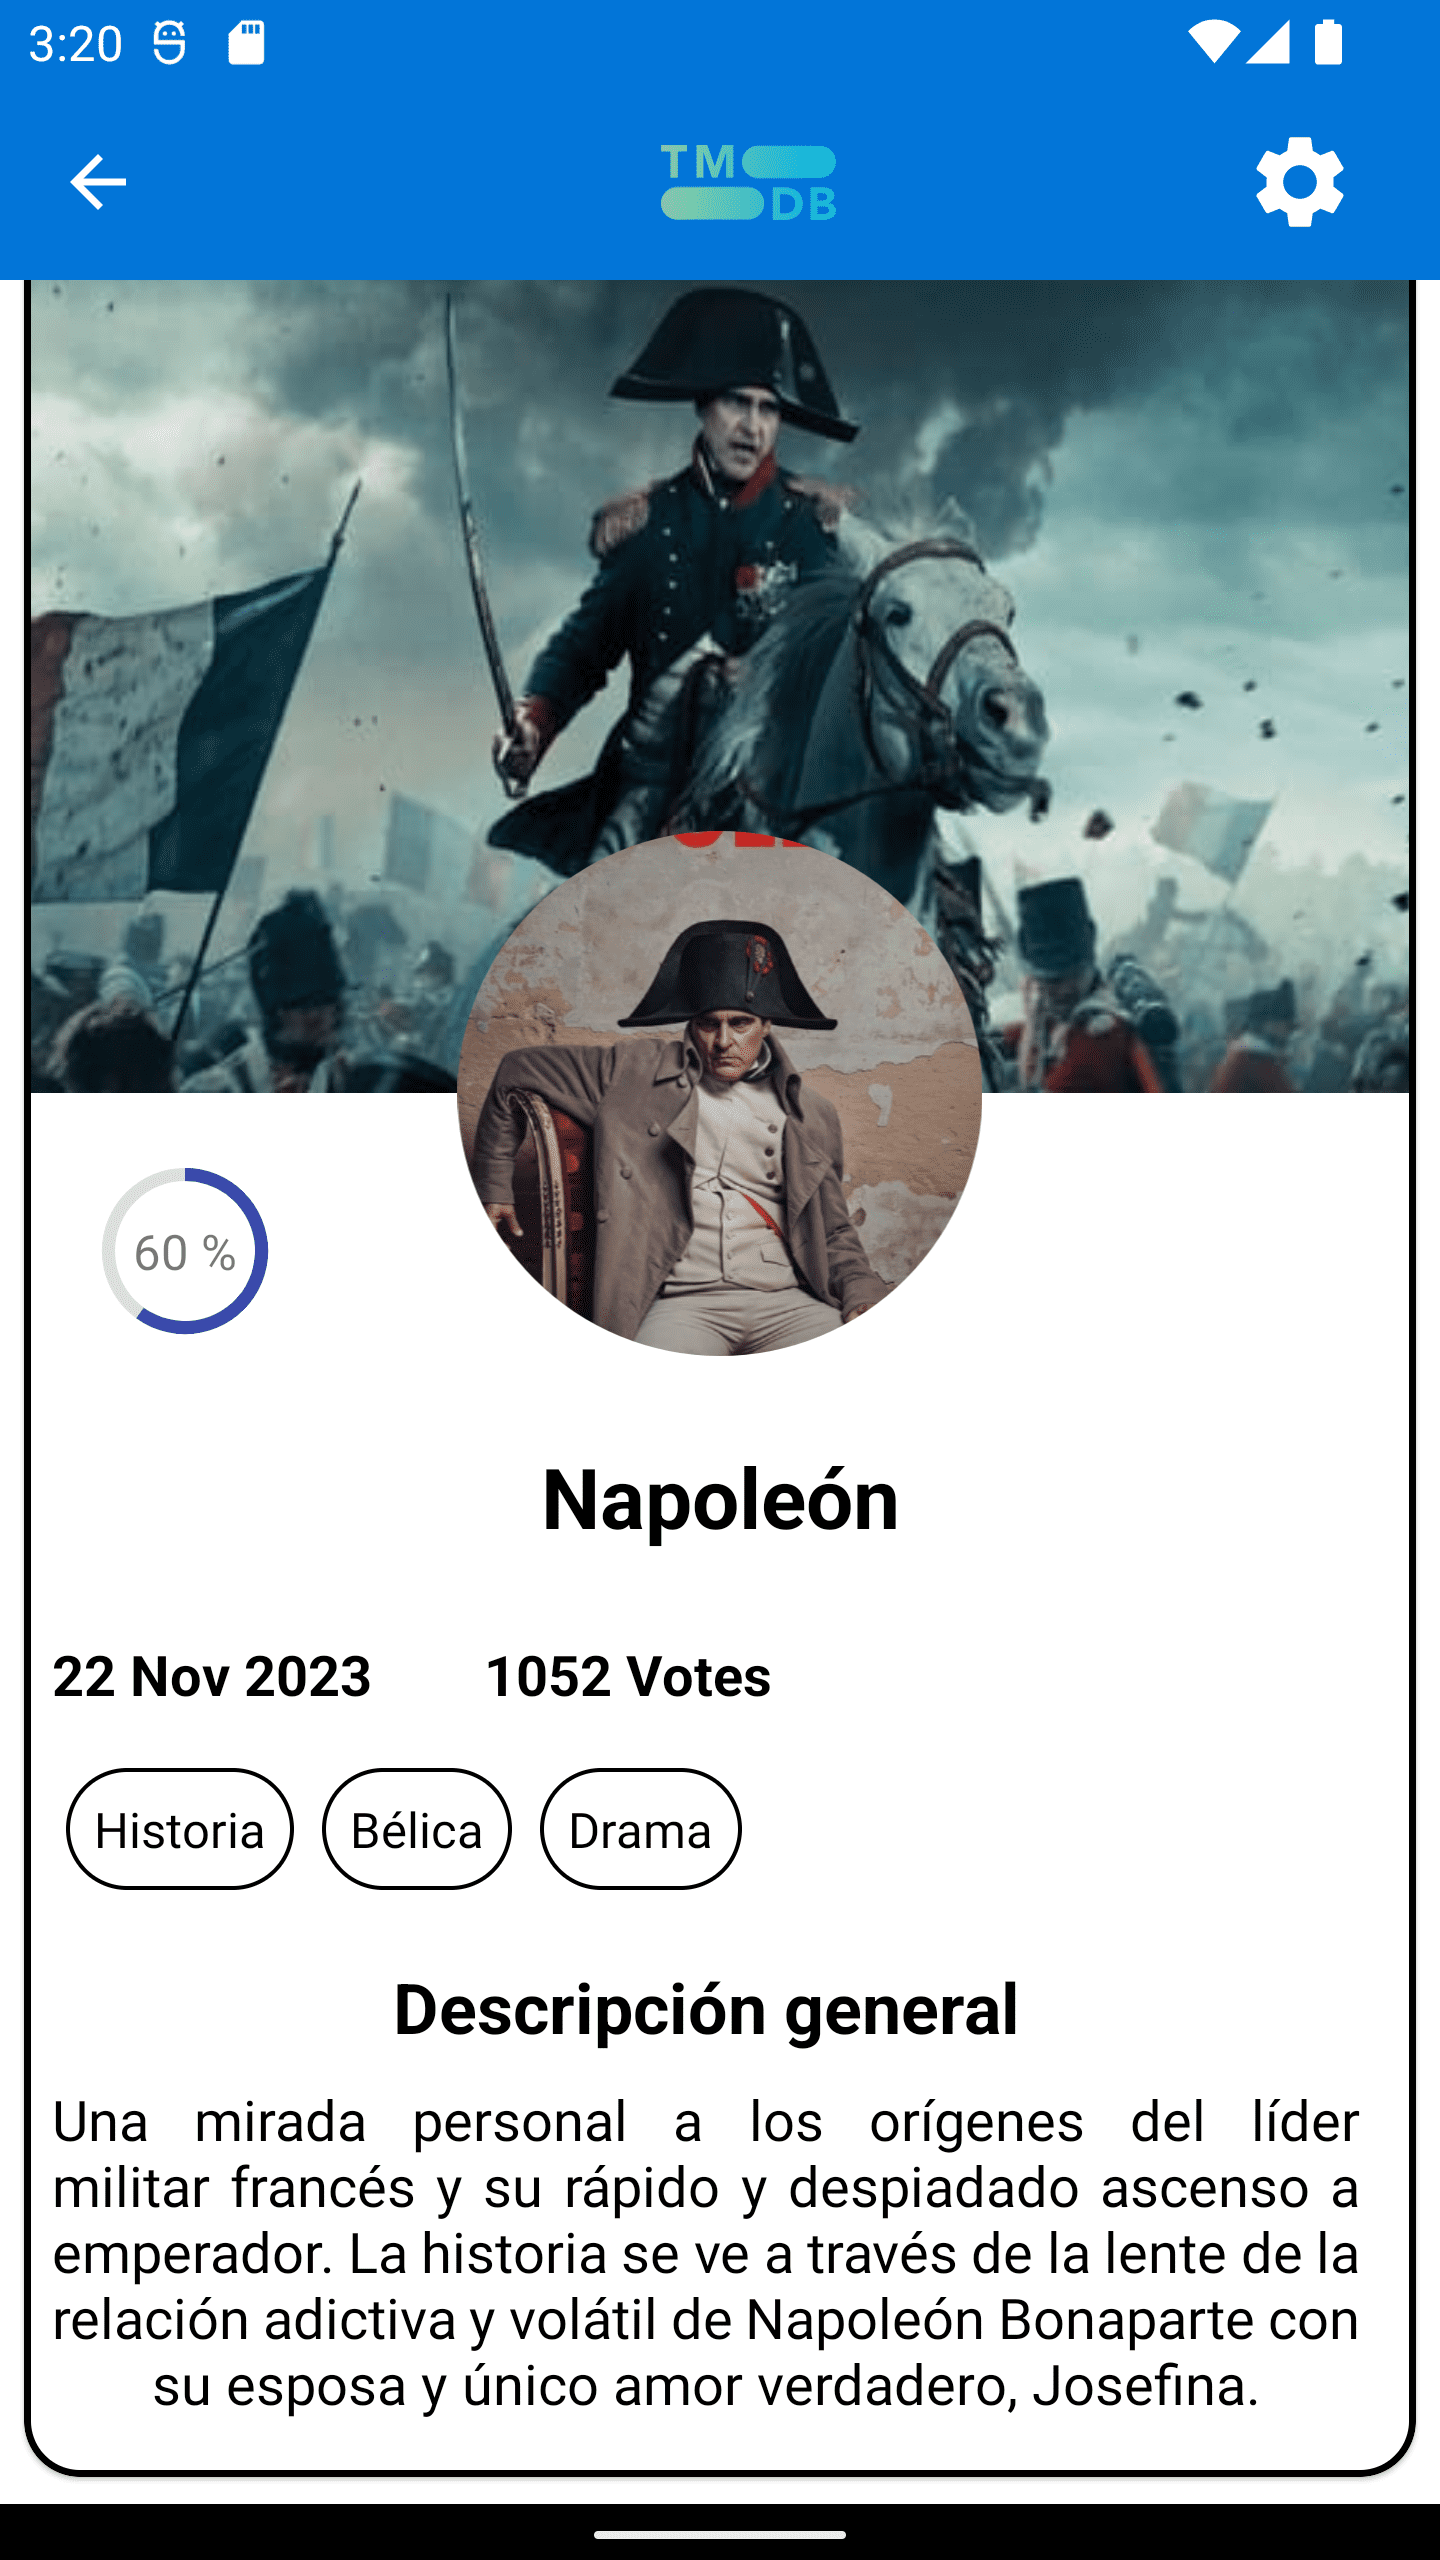 3:20
TM
DB
60 %
Napoleón
22 Nov 2023 1052 Votes
Historia Bélica Drama
Descripción general
Una mirada personal a los orígenes del líder
militar francés y su rápido y despiadado ascenso a
emperador. La historia se ve a través de la lente de la
relación adictiva y volátil de Napoleón Bonaparte con
su esposa y único amor verdadero, Josefina.